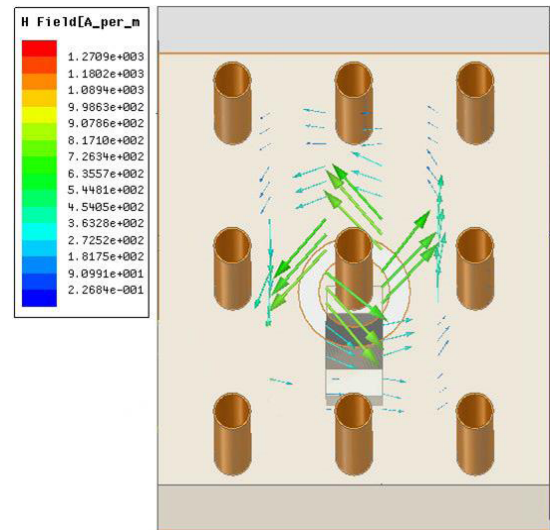 H Field[A_per_m
1.2709e+003
1.1802e+003
1.0894e+003
9.9863e+002
9.0786e+002
8.1710e+002
7.2634e+002
6.3557e+002
5.4481e+002
4.5405e+002
3.6328e+002
2.7252e+002
1.8175e+002
9.0991e+001
2.2684e-001